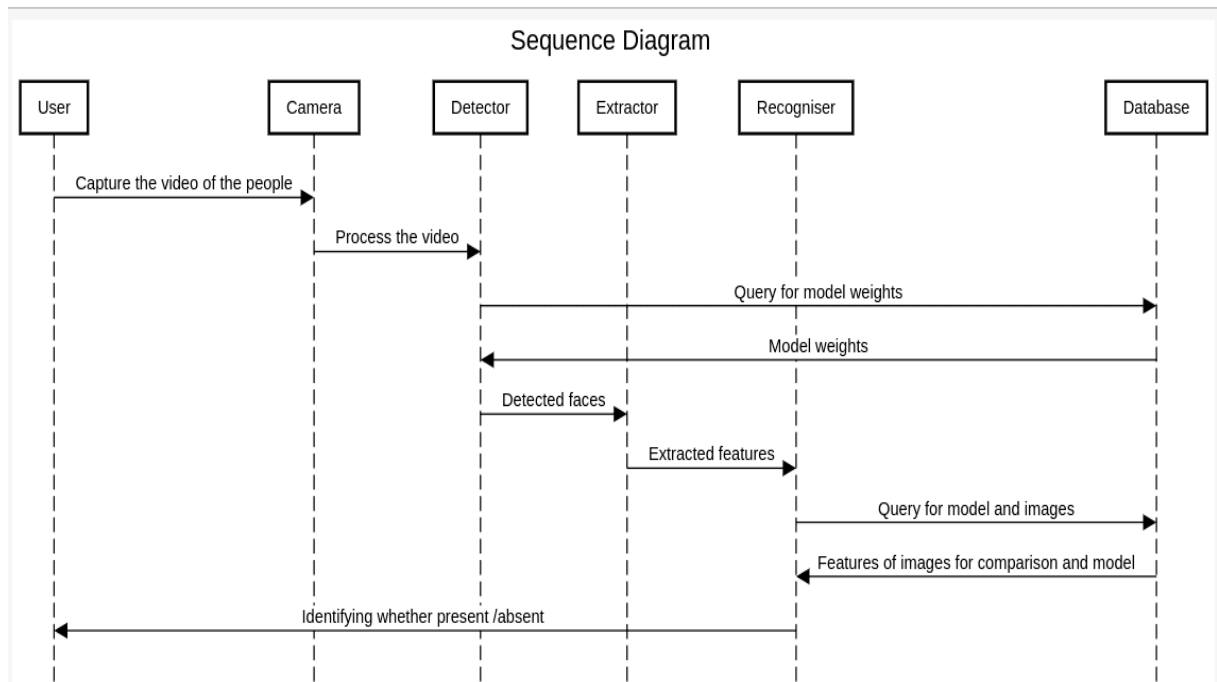 Sequence Diagram
User
Camera
Detector
Extractor
Recogniser
Database
Capture the video of the people
Process the video
Query for model weights
Model weights
Detected faces
Extracted features
Query for model and images
Features of images for comparison and model
Identifying whether present /absent